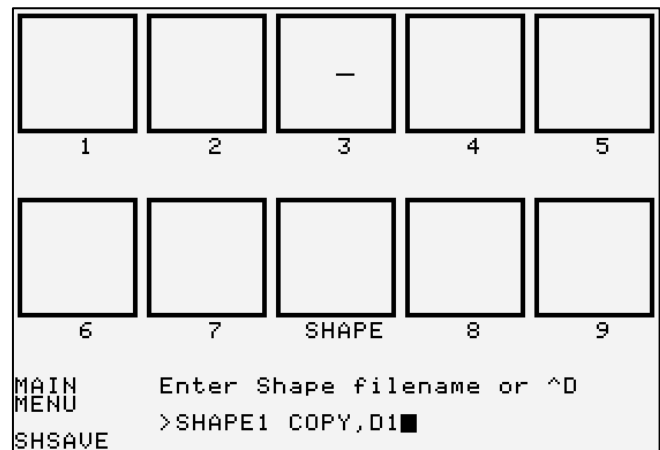 1 2 3 4 5
6 7 SHAPE 8 9
MAIN
MENU
SHSAVE
Enter Shape filename or ^D
>SHAPE1 COPY,D1